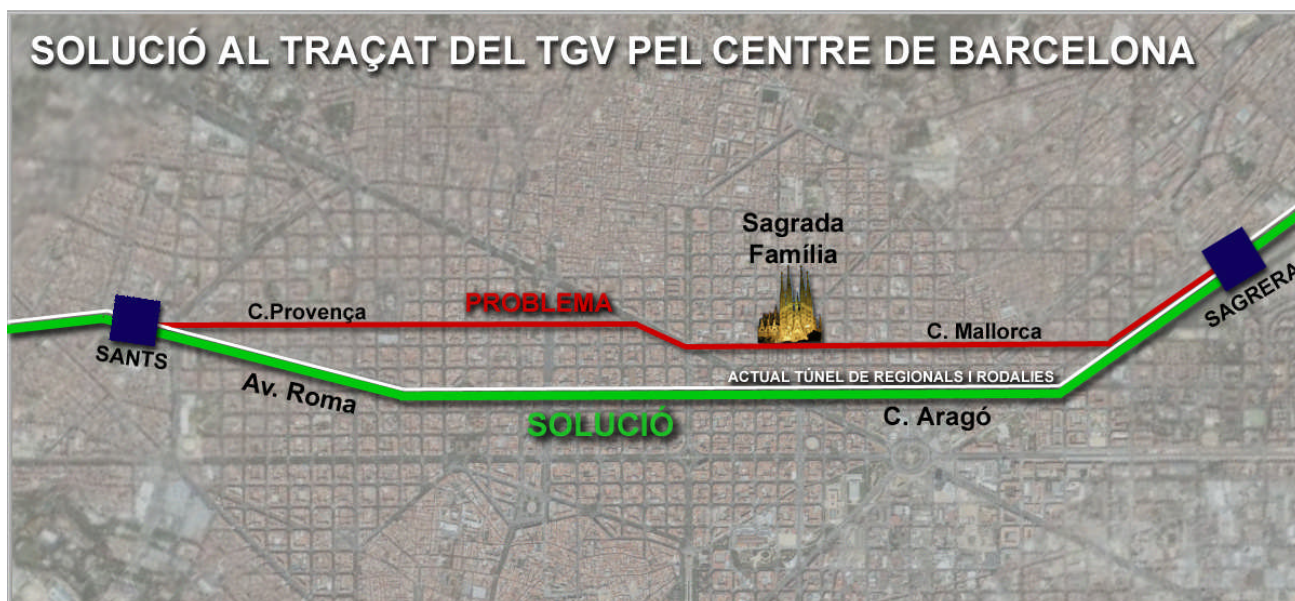 SOLUCIÓ AL TRAÇAT DEL TGV PEL CENTRE DE BARCELONA
Sagrada
Família
C.Provença
PROBLEMA
C. Mallorca
SAGRERA
SANTS
Av. Roma
ACTUAL TÚNEL DE REGIONALS I RODALIES
SOLUCIÓ
C. Aragó